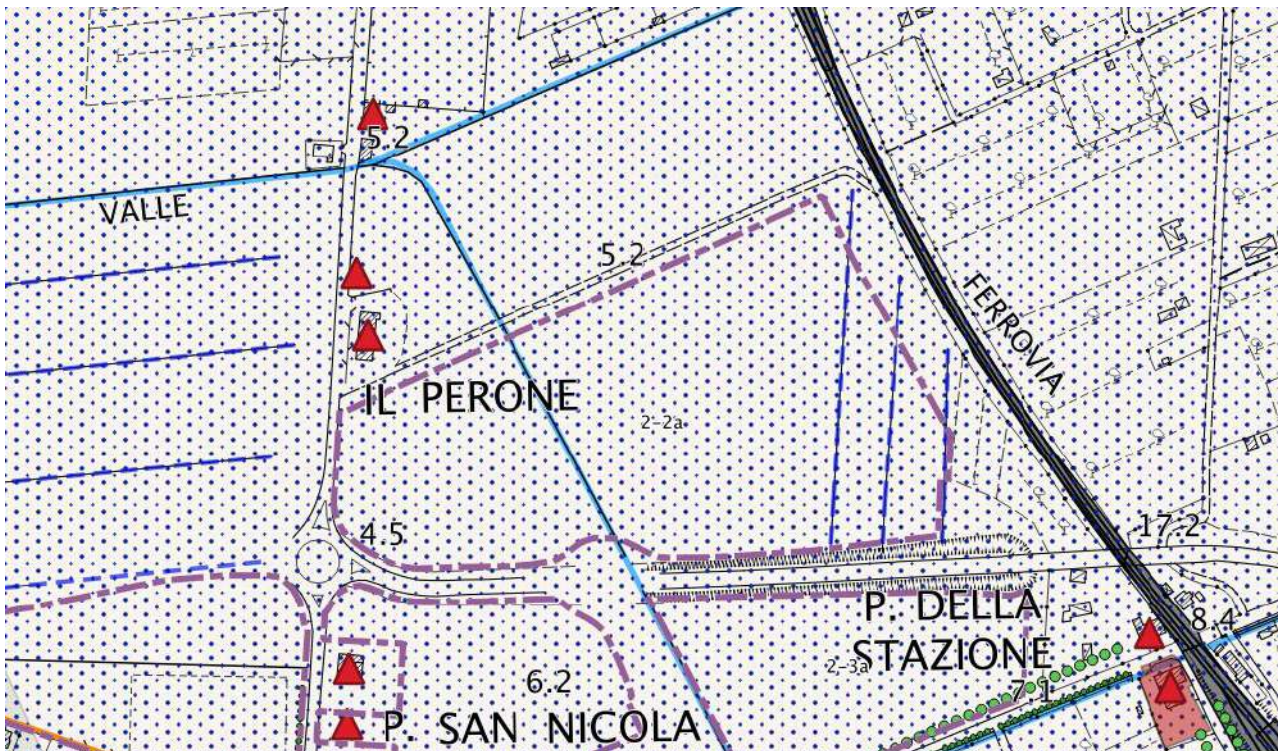 5.2
VALLE
5.2
FERROVIA
IL PERONE
2-2a
4.5
17.2
P. DELLA
8.4
STAZIONE
2-3a
6.2
7.1
P. SAN NICOLA